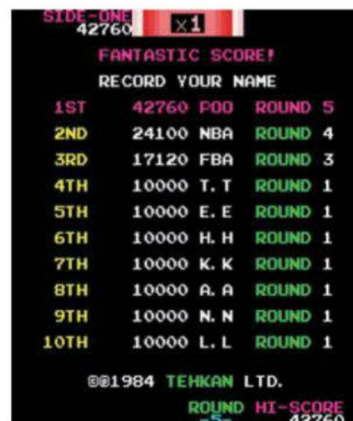 SIDE-ONE
42760
x1
FANTASTIC SCORE!
RECORD YOUR NAME
1ST 42760 POO ROUND 5
2ND 24100 NBA ROUND 4
3RD 17120 FBA ROUND 3
4TH 10000 T.T ROUND 1
5TH 10000 E.E ROUND 1
6TH 10000 H.H ROUND 1
7TH 10000 K.K ROUND 1
8TH 10000 A.A ROUND 1
9TH 10000 N.N ROUND 1
10TH 10000 L.L ROUND 1
©1984 TEHKAN LTD.
ROUND HI-SCORE
-5- 42760